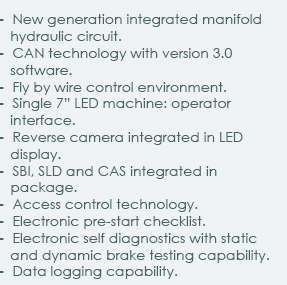 - New generation integrated manifold
hydraulic circuit.
- CAN technology with version 3.0
software.
- Fly by wire control environment.
- Single 7” LED machine: operator
interface.
- Reverse camera integrated in LED
display.
- SBI, SLD and CAS integrated in
package.
- Access control technology.
- Electronic pre-start checklist.
- Electronic self diagnostics with static
and dynamic brake testing capability.
- Data logging capability.